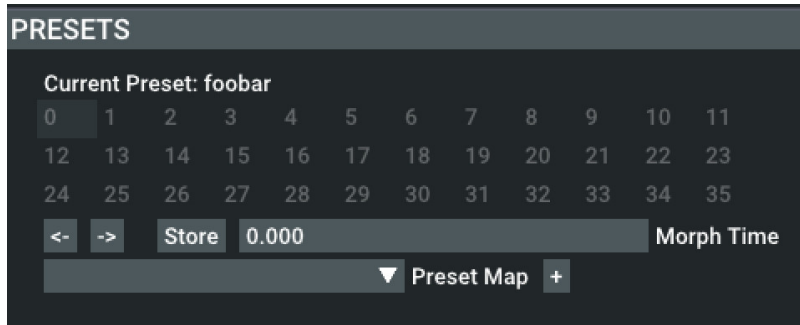 PRESETS
Current Preset: foobar
0 1 2 3 4 5 6 7 8 9 10 11
12 13 14 15 16 17 18 19 20 21 22 23
24 25 26 27 28 29 30 31 32 33 34 35
<- -> Store 0.000 Morph Time
▼ Preset Map +